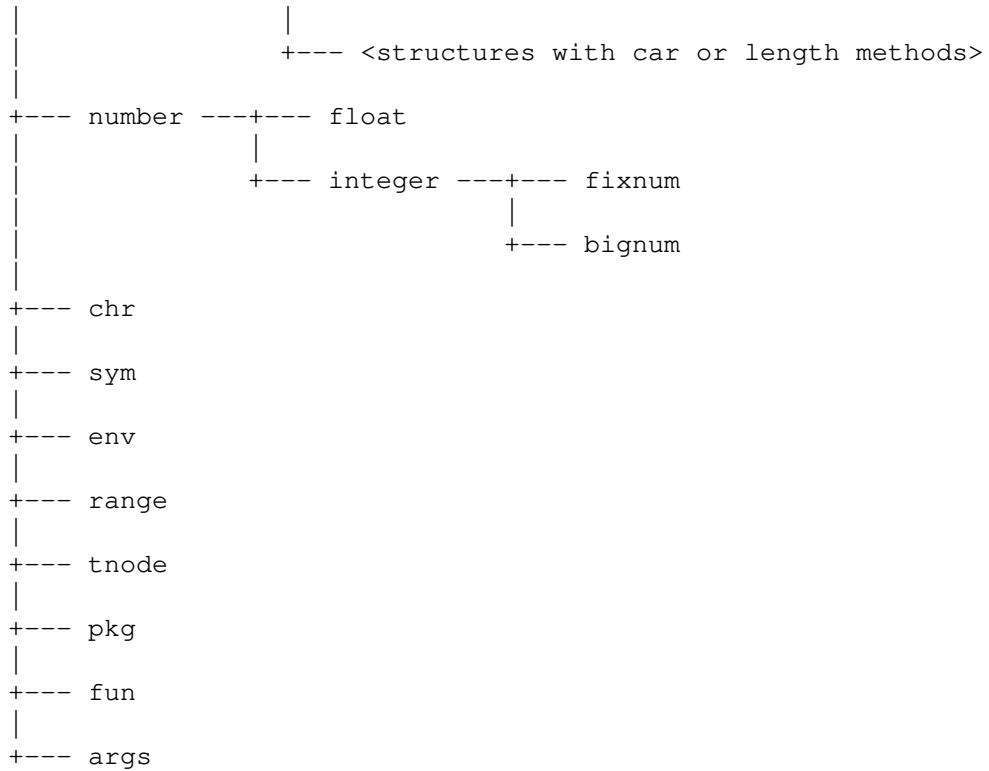 |                    |
|                    +--- <structures with car or length methods>
|
+--- number ---+--- float
|                 |
|                 +--- integer ---+--- fixnum
|                                    |
|                                    +--- bignum
|
+--- chr
|
+--- sym
|
+--- env
|
+--- range
|
+--- tnode
|
+--- pkg
|
+--- fun
|
+--- args